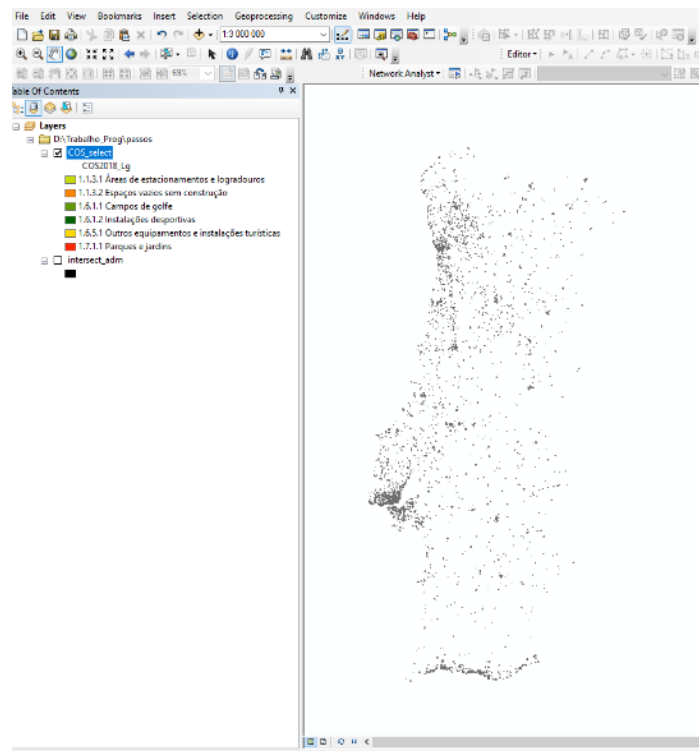 File Edit View Bookmarks Insert Selection Geoprocessing Customize Windows Help
1:3 000 000
Editor
69%
Network Analyst
Table Of Contents
Layers
D:\Trabalho_Prog\passos
COS_select
COS2018_Lg
1.1.3.1 Áreas de estacionamentos e logradouros
1.1.3.2 Espaços vazios sem construção
1.6.1.1 Campos de golfe
1.6.1.2 Instalações desportivas
1.6.5.1 Outros equipamentos e instalações turísticas
1.7.1.1 Parques e jardins
intersect_adm